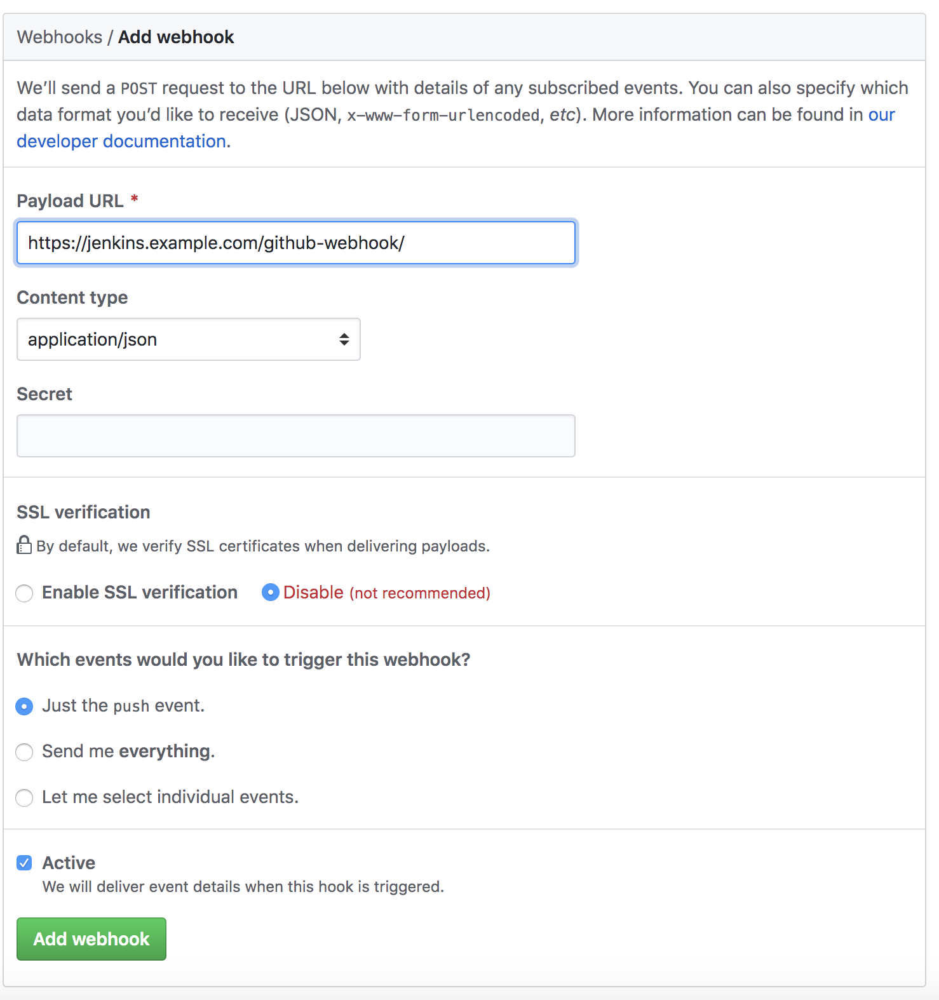 Webhooks / Add webhook
We’ll send a POST request to the URL below with details of any subscribed events. You can also specify which
data format you’d like to receive (JSON, x-www-form-urlencoded, etc). More information can be found in our
developer documentation.
Payload URL *
https://jenkins.example.com/github-webhook/
Content type
application/json
Secret
SSL verification
By default, we verify SSL certificates when delivering payloads.
Enable SSL verification Disable (not recommended)
Which events would you like to trigger this webhook?
Just the push event.
Send me everything.
Let me select individual events.
Active
We will deliver event details when this hook is triggered.
Add webhook